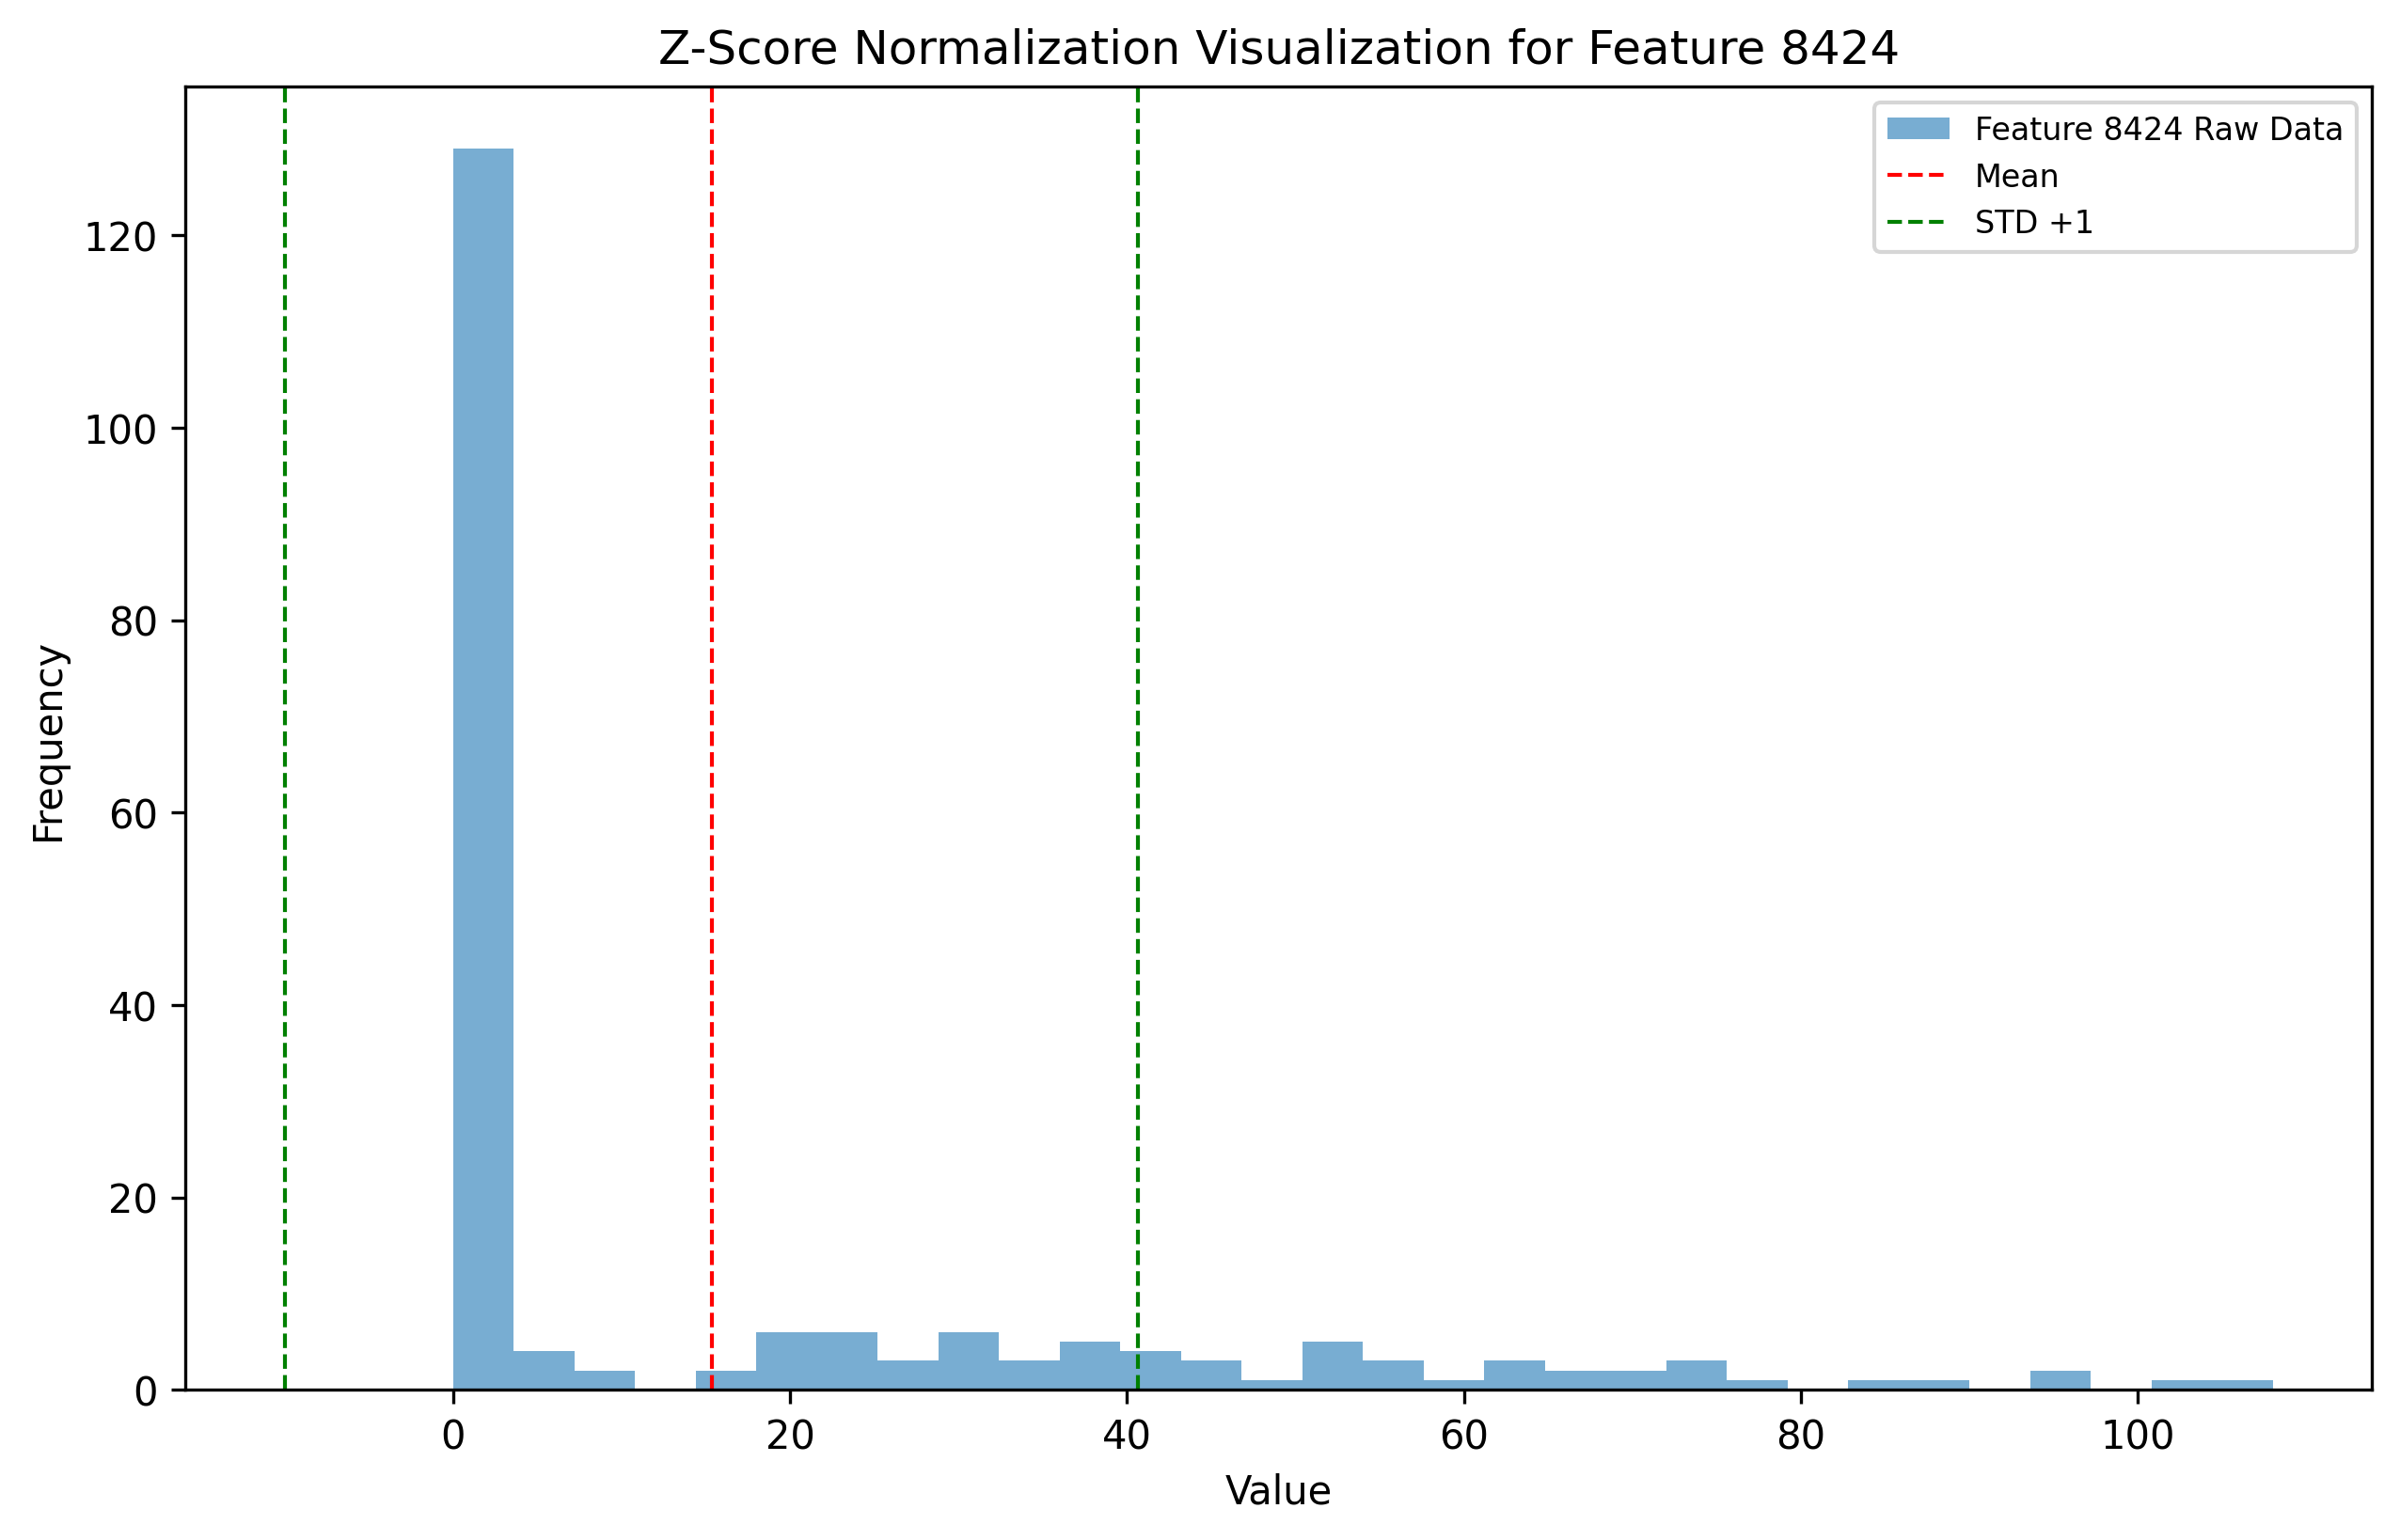 Z-Score Normalization Visualization for Feature 8424
Feature 8424 Raw Data
Mean
STD +1
120
100
80
60
40
20
0
Frequency
0 20 40 60 80 100
Value